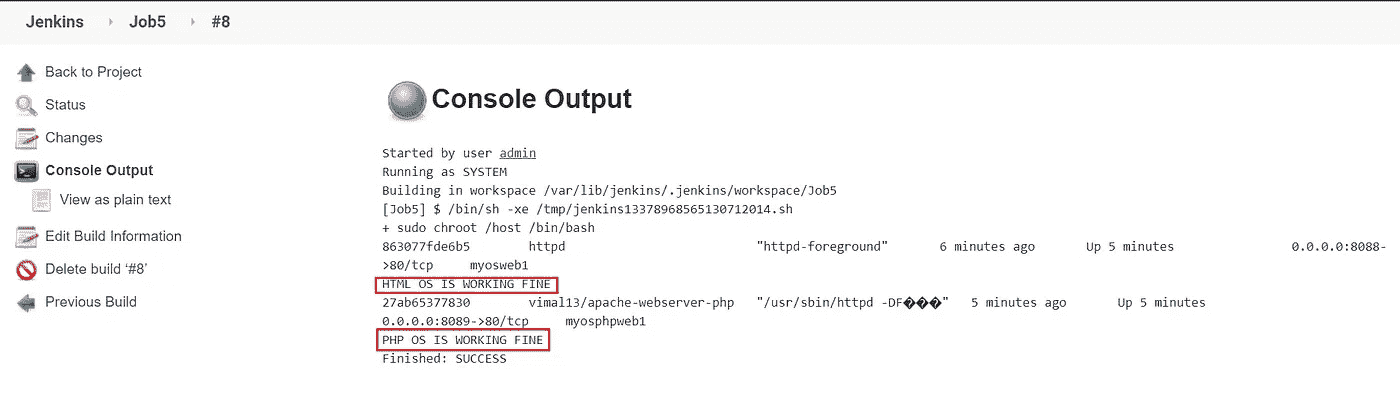 Jenkins Job5 #8
Back to Project
Status
Changes
Console Output
View as plain text
Edit Build Information
Delete build ‘#8’
Previous Build
Console Output
Started by user admin
Running as SYSTEM
Building in workspace /var/lib/jenkins/.jenkins/workspace/Job5
[Job5] $ /bin/sh -xe /tmp/jenkins13378968565130712014.sh
+ sudo chroot /host /bin/bash
863077fde6b5 httpd "httpd-foreground" 6 minutes ago Up 5 minutes 0.0.0.0:8088-
>80/tcp myosweb1
HTML OS IS WORKING FINE
27ab65377830 vimal13/apache-webserver-php "/usr/sbin/httpd -DF���" 5 minutes ago Up 5 minutes
0.0.0.0:8089->80/tcp myosphpweb1
PHP OS IS WORKING FINE
Finished: SUCCESS